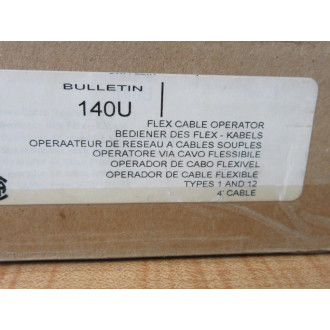 BULLETIN
140U
FLEX CABLE OPERATOR
BEDIENER DES FLEX - KABELS
OPERAATEUR DE RESEAU A CABLES SOUPLES
OPERATORE VIA CAVO FLESSIBILE
OPERADOR DE CABO FLEXIVEL
OPERADOR DE CABLE FLEXIBLE
TYPES 1 AND 12
4' CABLE